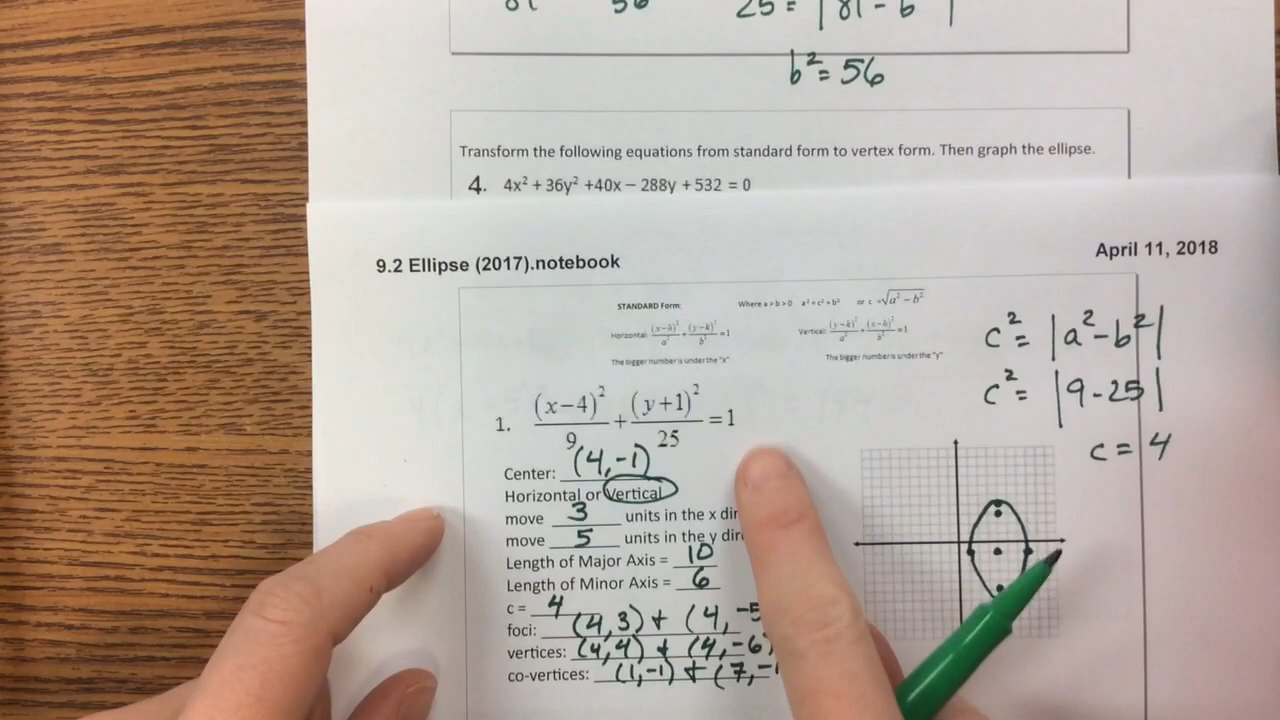 25 = |81 - b |
b² = 56
Transform the following equations from standard form to vertex form. Then graph the ellipse.
4. 4x² + 36y² +40x – 288y + 532 = 0
9.2 Ellipse (2017).notebook
April 11, 2018
STANDARD Form:
Where a > b > 0 a² = c² + b² or c = √a² – b²
Horizontal: (x–h)²/a² + (y–k)²/b² = 1
Vertical: (y–k)²/a² + (x–h)²/b² = 1
The bigger number is under the "x"
The bigger number is under the "y"
c² = |a² – b²|
c² = |9 - 25|
c = 4
1. (x–4)²/9 + (y+1)²/25 = 1
Center: (4,-1)
Horizontal or Vertical
move 3 units in the x dir
move 5 units in the y dir
Length of Major Axis = 10
Length of Minor Axis = 6
c = 4
foci: (4,3) + (4,-5
vertices: (4,4) + (4,-6)
co-vertices: (1,-1) + (7,-1